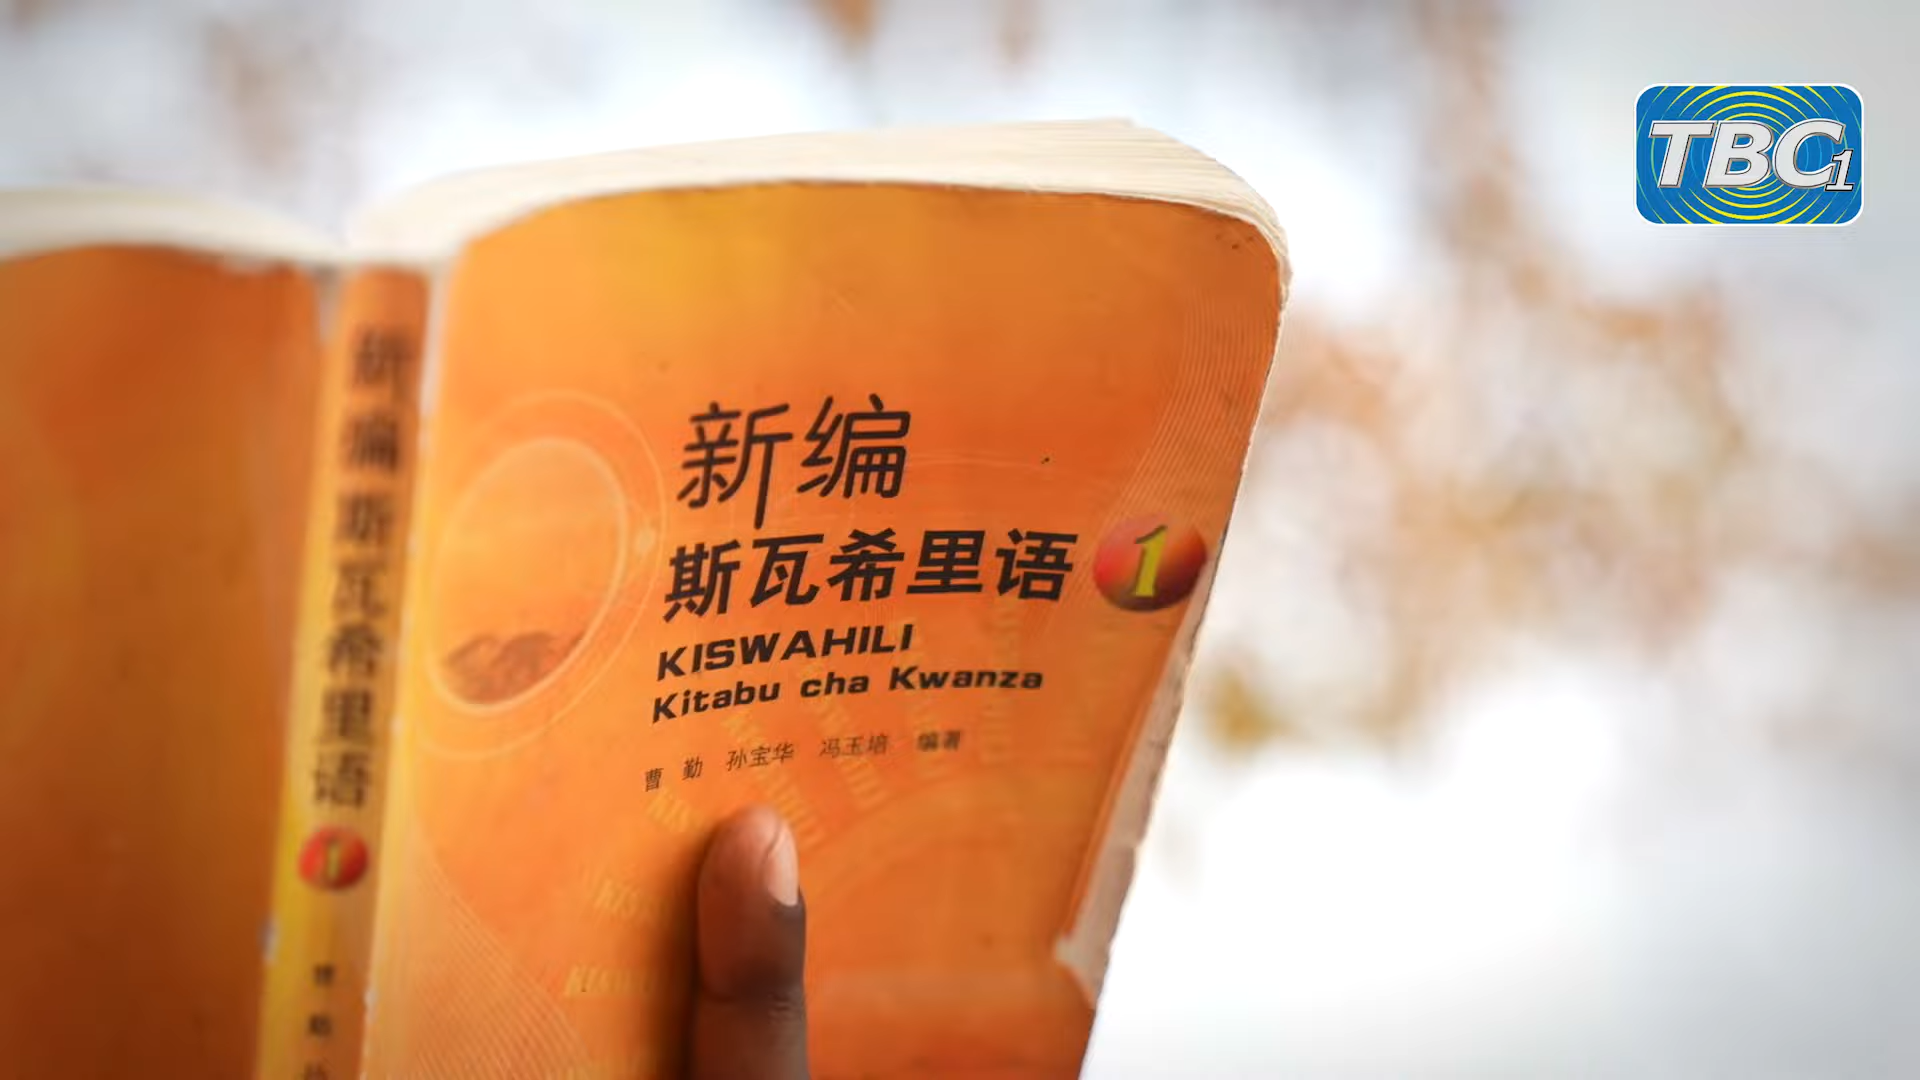 TBC1
新编
斯瓦希里语 1
KISWAHILI
Kitabu cha Kwanza
曹 勤 孙宝华 冯玉培 编著
新编斯瓦希里语 1